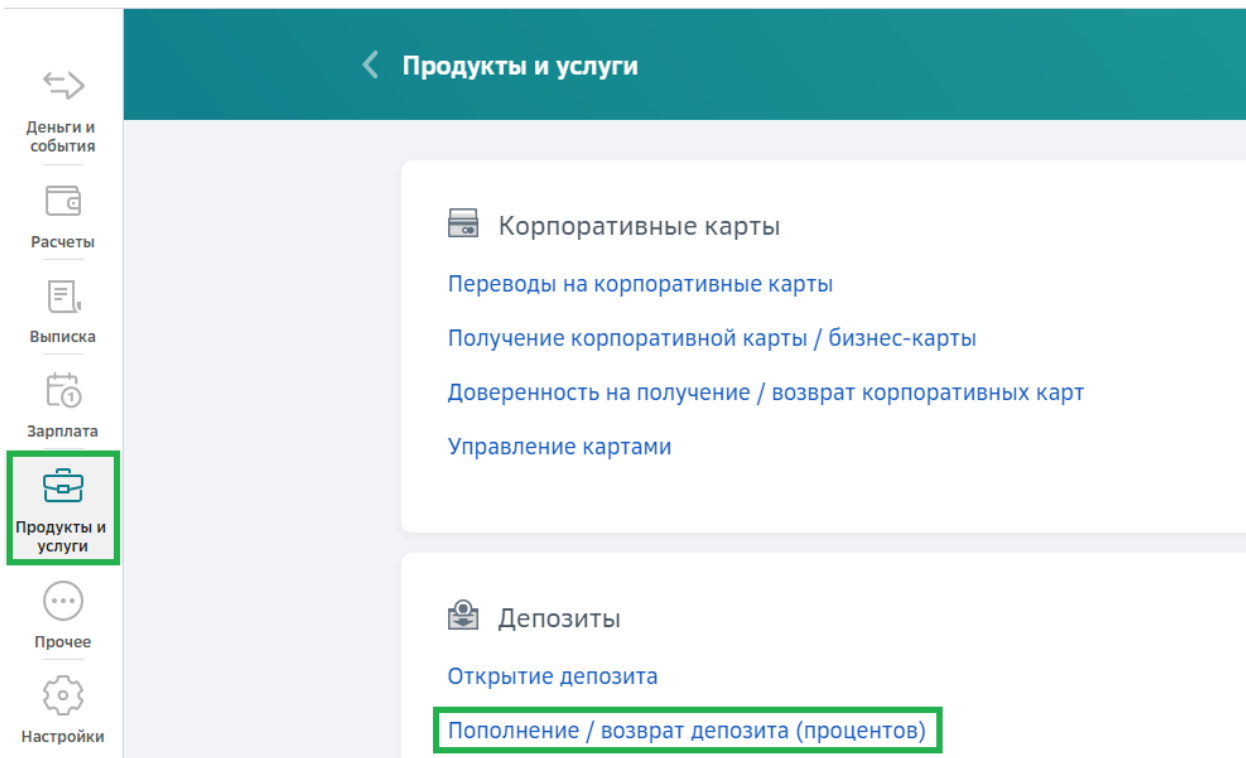 Деньги и
события
Расчеты
Выписка
Зарплата
Продукты и
услуги
Прочее
Настройки
Продукты и услуги
Корпоративные карты
Переводы на корпоративные карты
Получение корпоративной карты / бизнес-карты
Доверенность на получение / возврат корпоративных карт
Управление картами
Депозиты
Открытие депозита
Пополнение / возврат депозита (процентов)